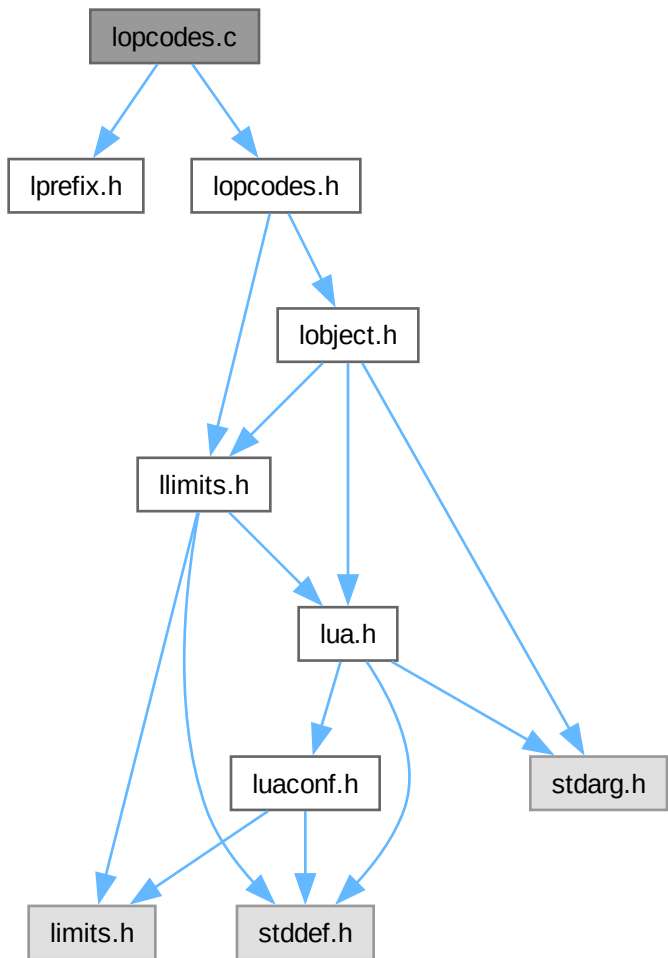 lopcodes.c
lprefix.h
lopcodes.h
lobject.h
llimits.h
lua.h
luaconf.h
stdarg.h
limits.h
stddef.h